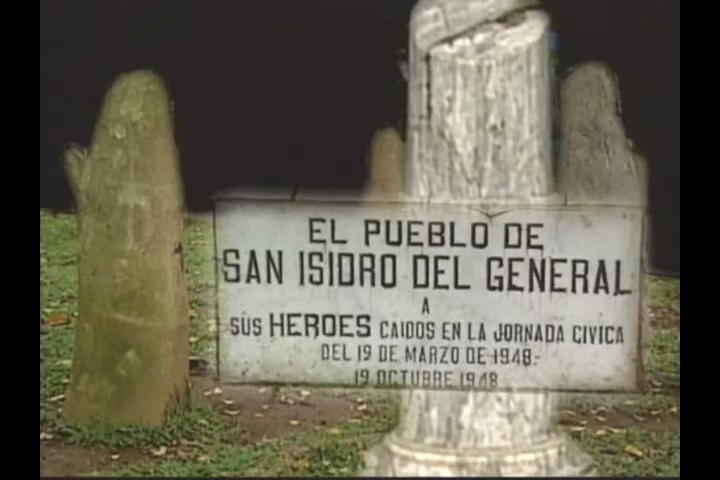 EL PUEBLO DE
SAN ISIDRO DEL GENERAL
A
SUS HEROES CAIDOS EN LA JORNADA CIVICA
DEL 19 DE MARZO DE 1948.-
19 OCTUBRE 1948